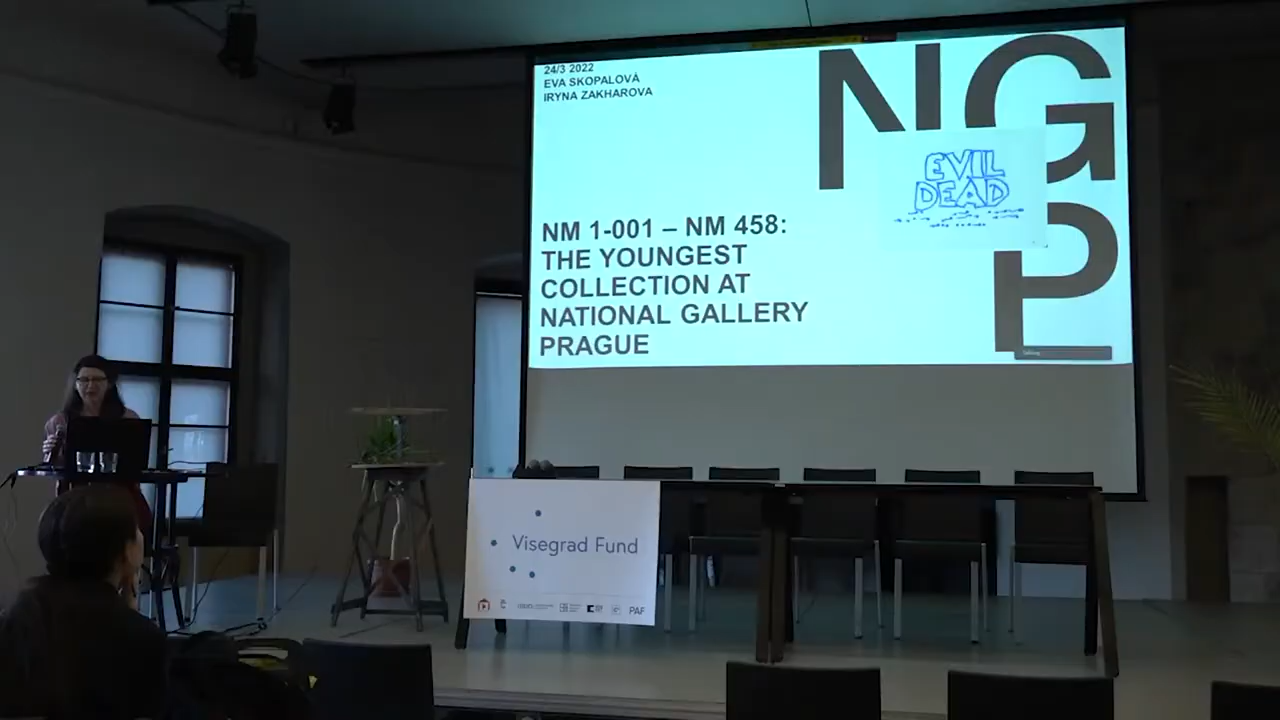 24/3 2022
EVA SKOPALOVÁ
IRYNA ZAKHAROVA
NG
P
EVIL
DEAD
NM 1-001 – NM 458:
THE YOUNGEST
COLLECTION AT
NATIONAL GALLERY
PRAGUE
Visegrad Fund
PAF